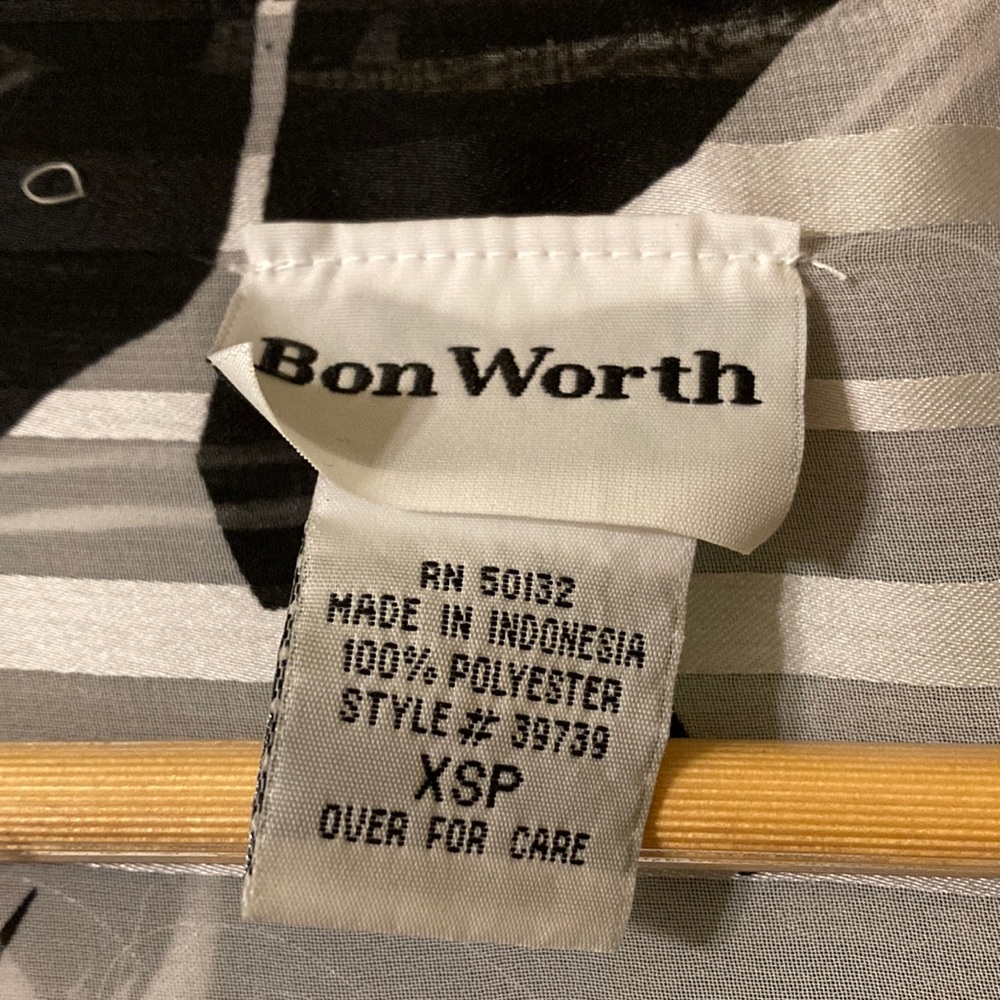 Bon Worth
RN 50132
MADE IN INDONESIA
100% POLYESTER
STYLE # 39739
XSP
OVER FOR CARE